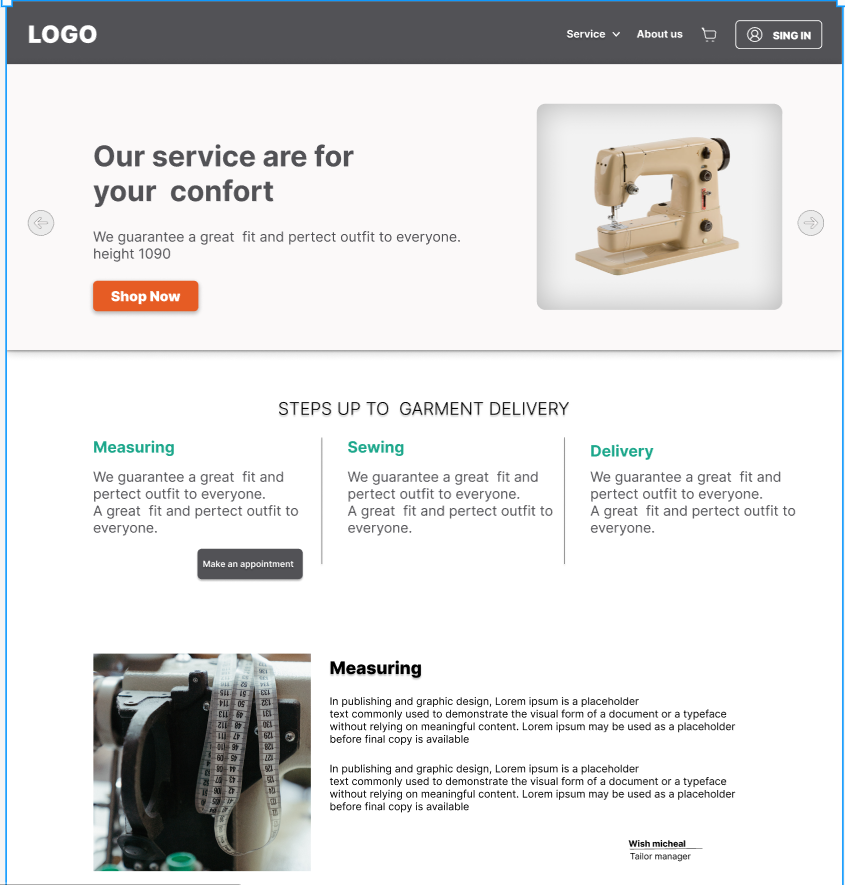 LOGO
Service
About us
SING IN
Our service are for
your confort
We guarantee a great fit and pertect outfit to everyone.
height 1090
Shop Now
STEPS UP TO GARMENT DELIVERY
Measuring
We guarantee a great fit and
pertect outfit to everyone.
A great fit and pertect outfit to
everyone.
Make an appointment
Sewing
We guarantee a great fit and
pertect outfit to everyone.
A great fit and pertect outfit to
everyone.
Delivery
We guarantee a great fit and
pertect outfit to everyone.
A great fit and pertect outfit to
everyone.
Measuring
In publishing and graphic design, Lorem ipsum is a placeholder
text commonly used to demonstrate the visual form of a document or a typeface
without relying on meaningful content. Lorem ipsum may be used as a placeholder
before final copy is available
In publishing and graphic design, Lorem ipsum is a placeholder
text commonly used to demonstrate the visual form of a document or a typeface
without relying on meaningful content. Lorem ipsum may be used as a placeholder
before final copy is available
Wish micheal
Tailor manager